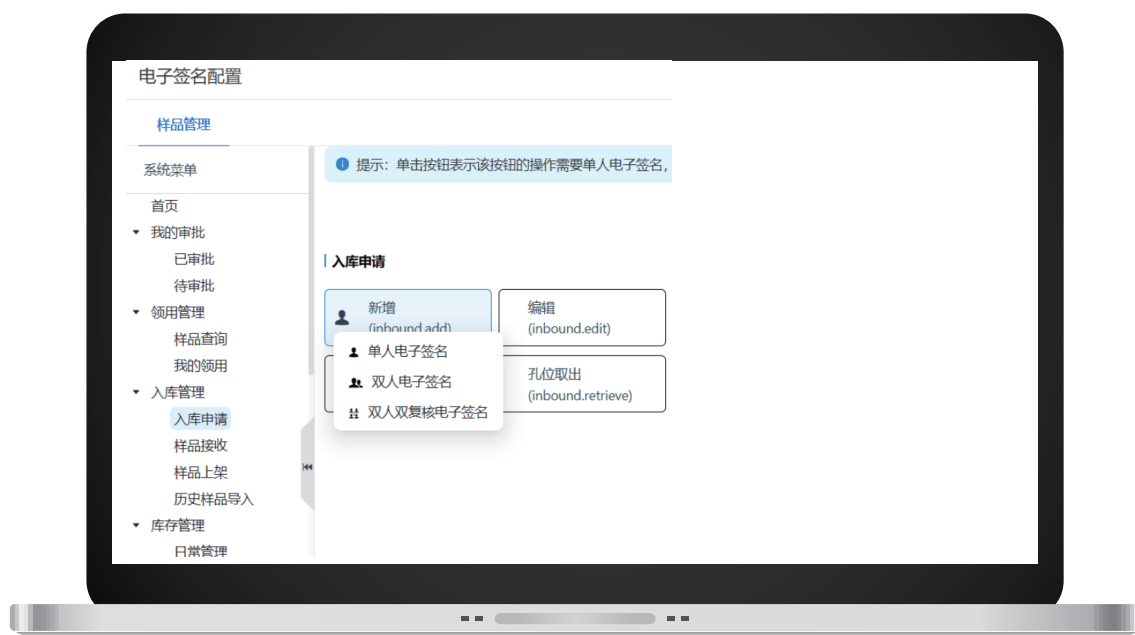 电子签名配置
样品管理
系统菜单
首页
我的审批
已审批
待审批
领用管理
样品查询
我的领用
入库管理
入库申请
样品接收
样品上架
历史样品导入
库存管理
日常管理
提示：单击按钮表示该按钮的操作需要单人电子签名，
入库申请
新增
(inbound.add)
编辑
(inbound.edit)
单人电子签名
双人电子签名
双人双复核电子签名
孔位取出
(inbound.retrieve)